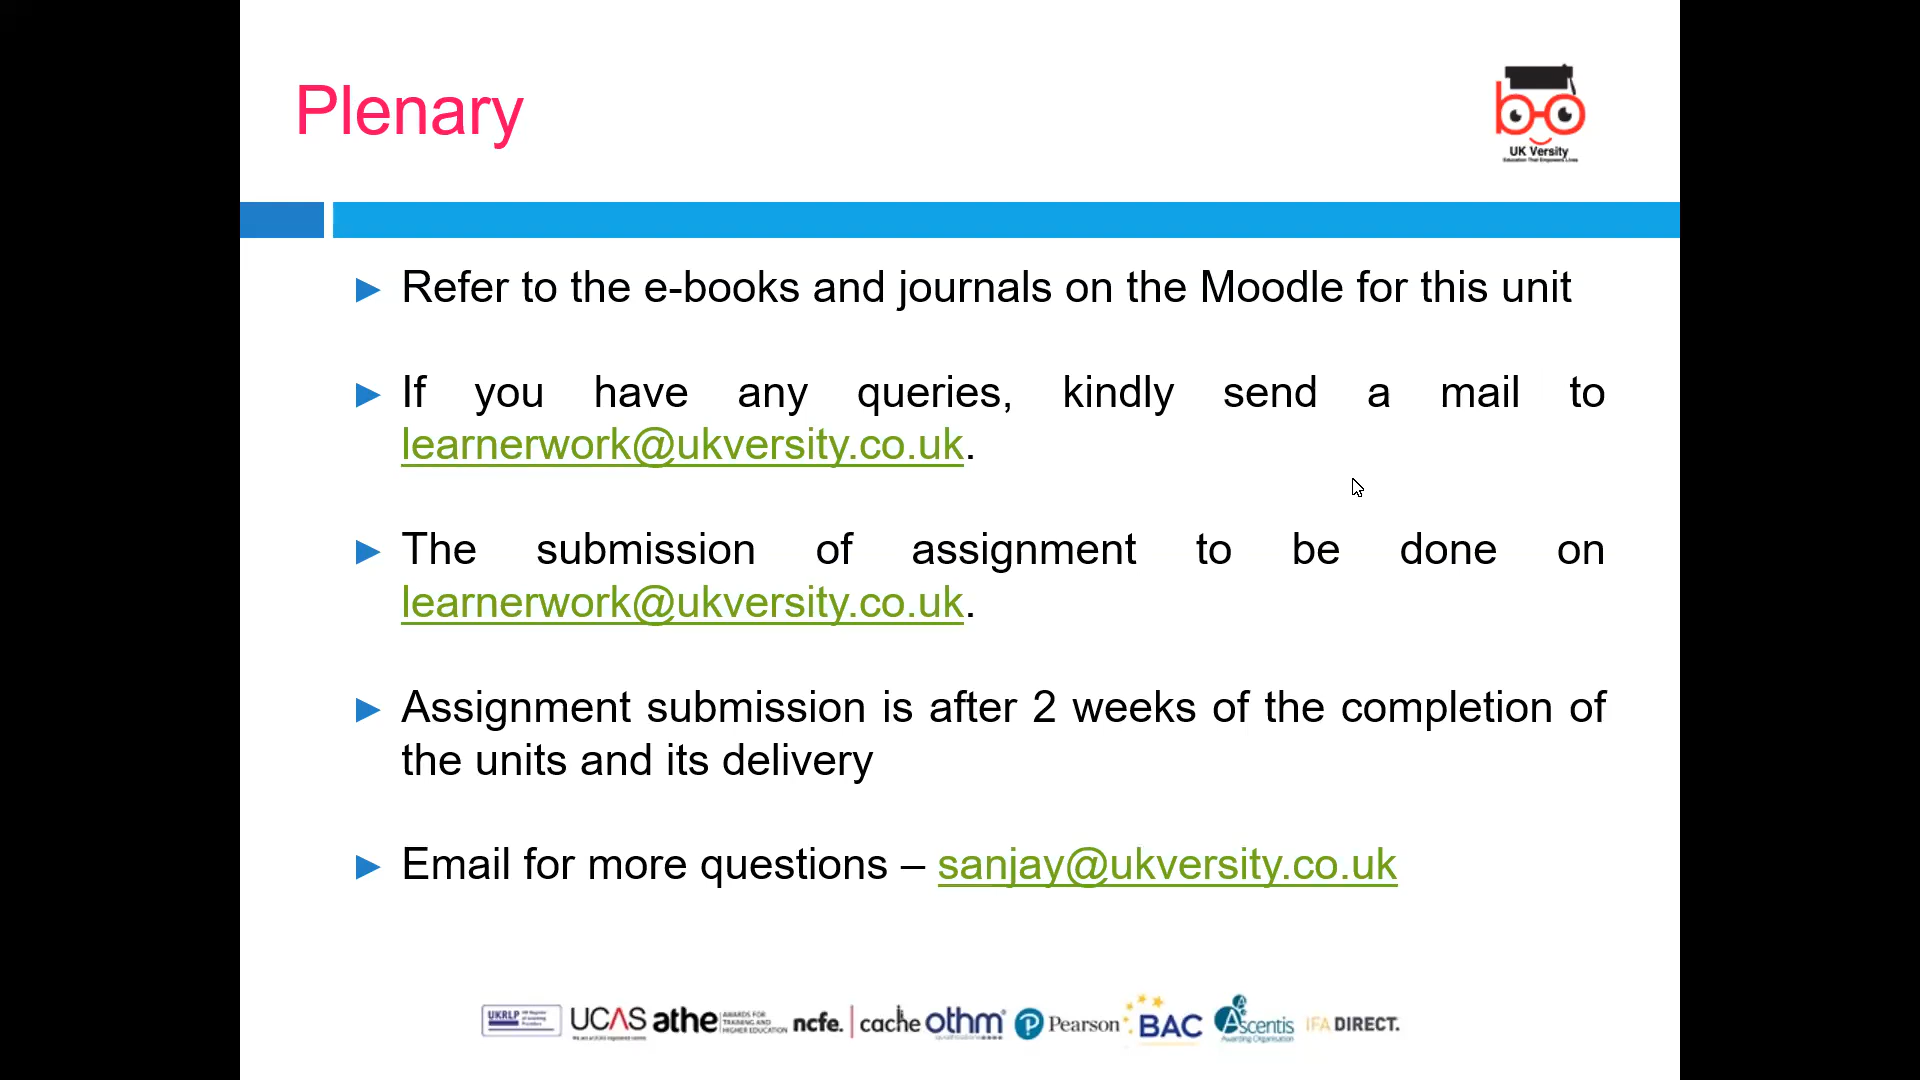 Plenary
UK Versity
Education That Empowers Lives
Refer to the e-books and journals on the Moodle for this unit
If you have any queries, kindly send a mail to
learnerwork@ukversity.co.uk.
The submission of assignment to be done on
learnerwork@ukversity.co.uk.
Assignment submission is after 2 weeks of the completion of
the units and its delivery
Email for more questions – sanjay@ukversity.co.uk
UKRLP UCAS athe AWARDS FOR TRAINING AND HIGHER EDUCATION ncfe. cache othm Pearson BAC Ascentis Awarding Organisation IFA DIRECT.